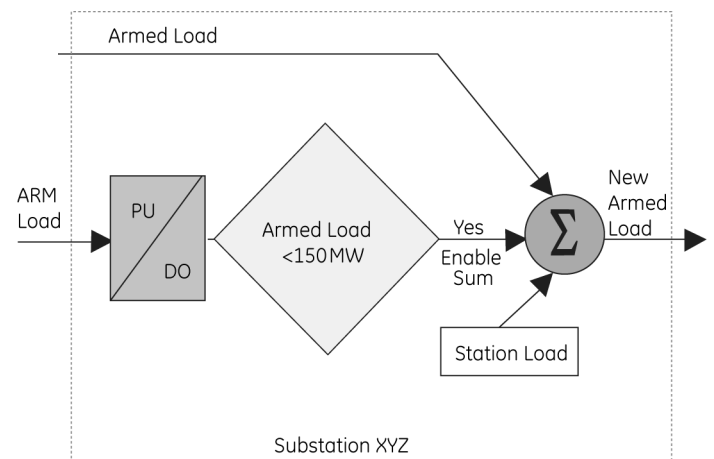 Armed Load
ARM
Load
PU
DO
Armed Load
<150MW
Yes
Enable
Sum
Σ
New
Armed
Load
Station Load
Substation XYZ